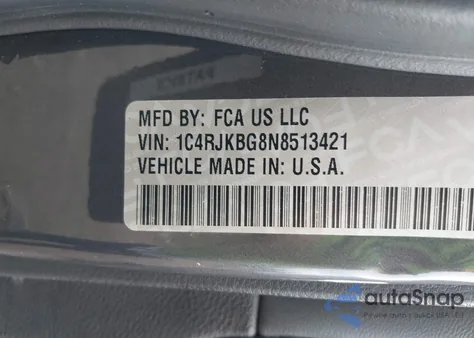 MFD BY: FCA US LLC
VIN: 1C4RJKBG8N8513421
VEHICLE MADE IN: U.S.A.
autoSnap